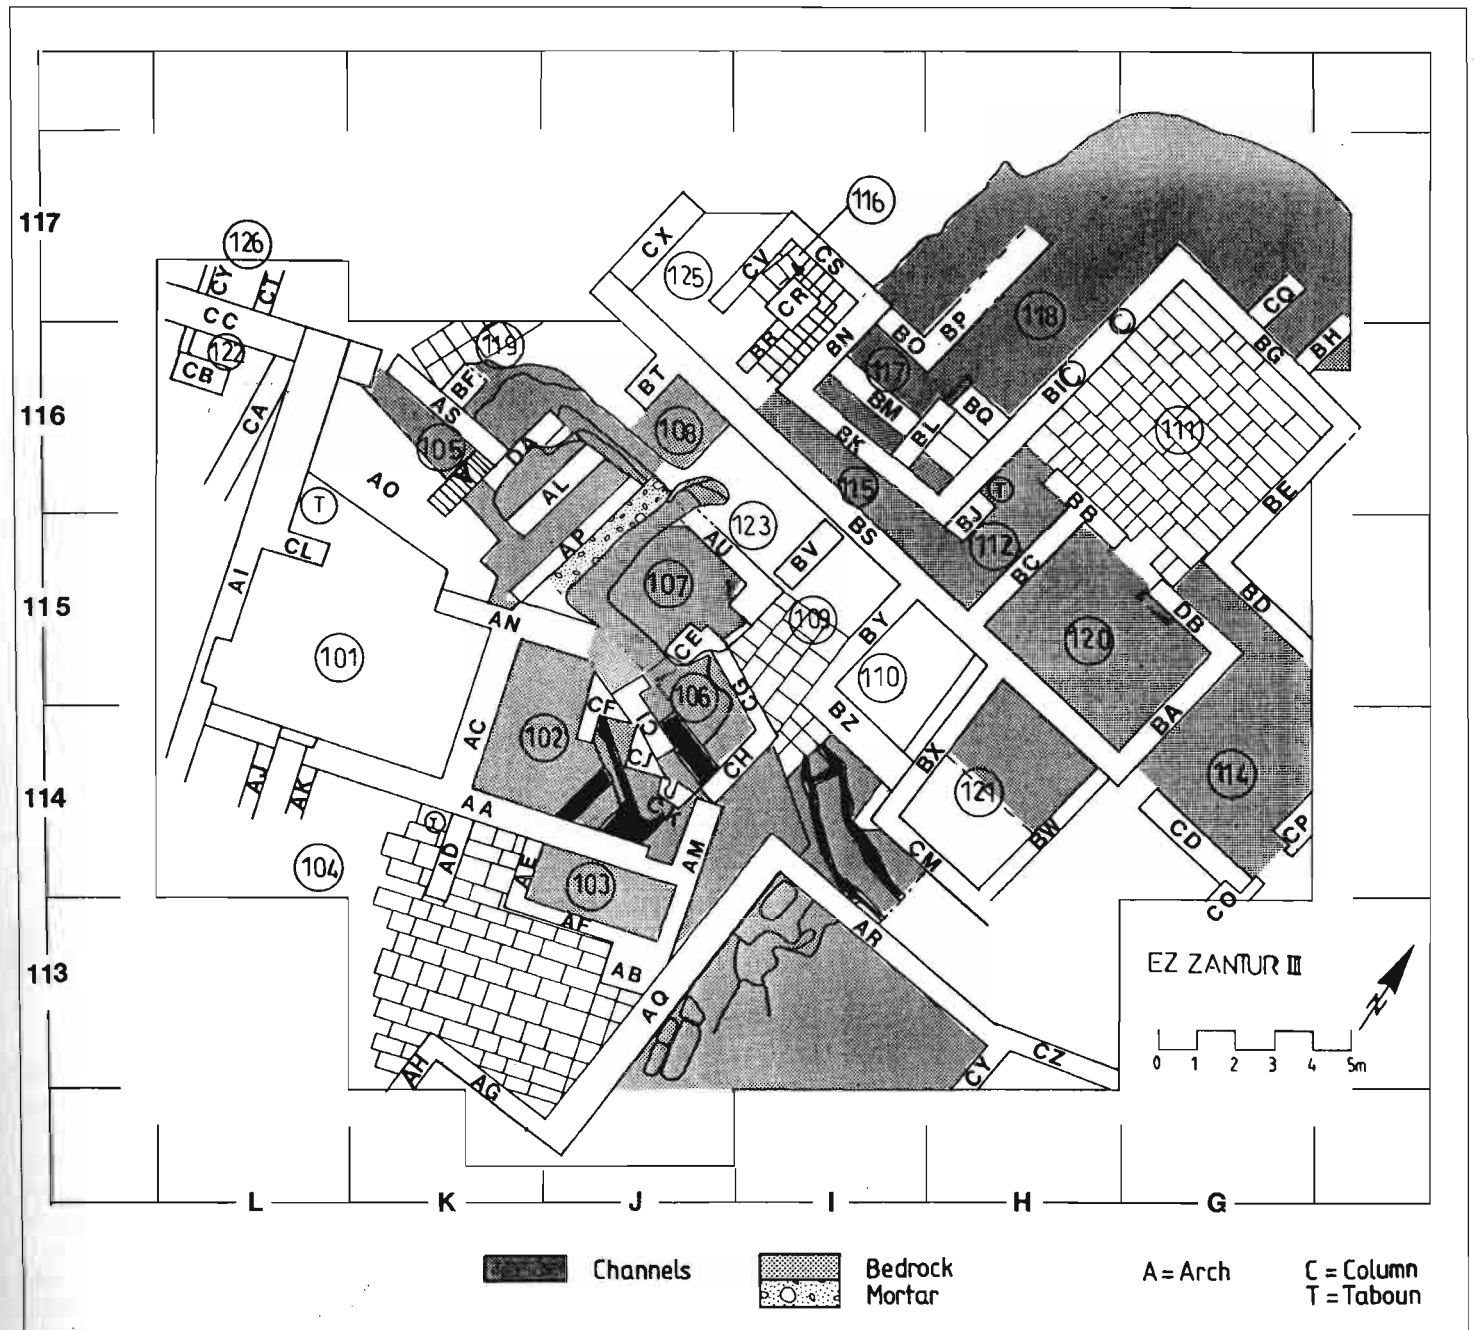 117
126
CY
CT
CC
122
CB
CA
116
CX
125
CV
CS
CR
BR
BN
BO
BP
118
117
BM
BL
BQ
BI
C
C
CQ
BG
BH
111
116
119
BF
AS
105
A
DA
AL
AO
T
BT
108
BK
115
BS
BJ
T
112
BB
BC
BE
CL
AP
AU
123
BV
107
115
AI
AN
101
109
BY
110
BZ
CE
CG
106
CF
CI
CJ
CH
CK
AC
102
120
DB
BD
BA
114
AJ
AK
AA
114
104
T
AD
AE
103
AF
AM
BX
121
BW
CM
CD
CP
CO
AB
AQ
AR
113
AH
AG
CY
CZ
EZ ZANTUR III
N
0 1 2 3 4 5m
L K J I H G
Channels
Bedrock
Mortar
A = Arch
C = Column
T = Taboun